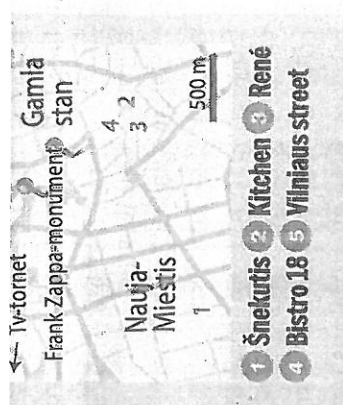 ← Tv-tornet
Gamla
stan
Frank Zappa-monument
4
3 2
Nauja-
Miestis
1
500 m
1 Šnekutis 2 Kitchen 3 René
4 Bistro 18 5 Vilniaus street